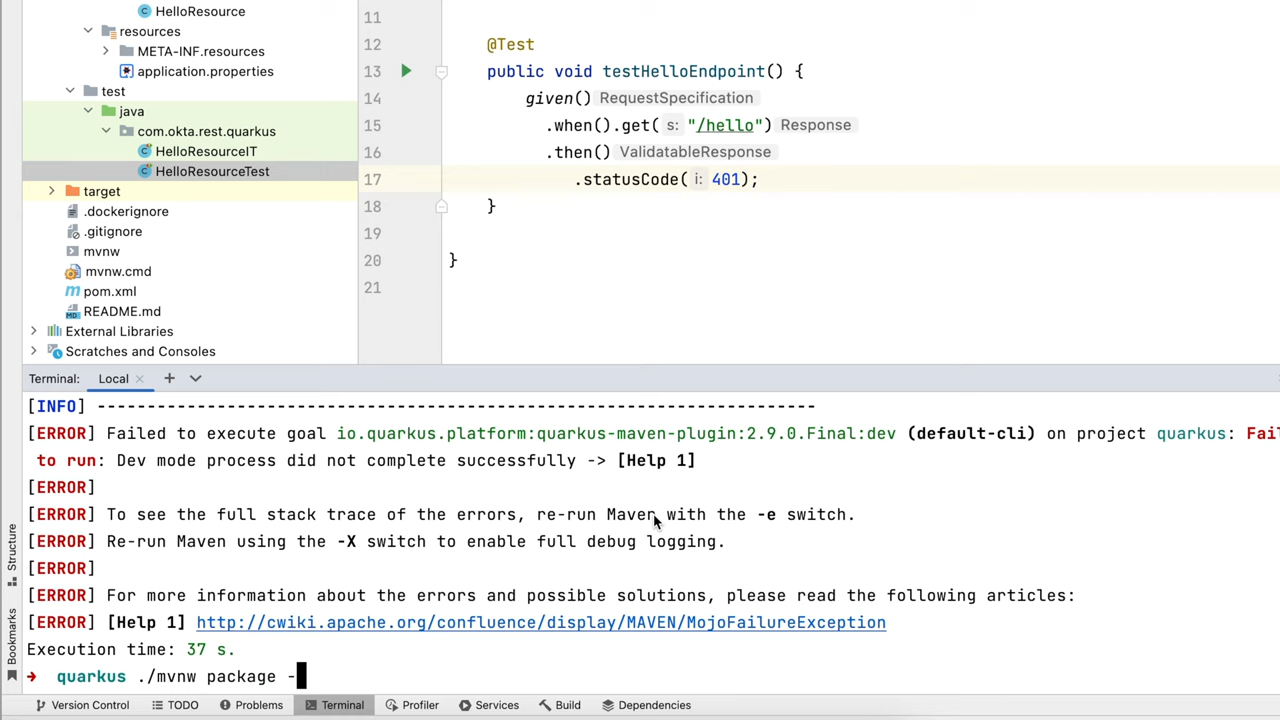 HelloResource
resources
META-INF.resources
application.properties
test
java
com.okta.rest.quarkus
HelloResourceIT
HelloResourceTest
target
.dockerignore
.gitignore
mvnw
mvnw.cmd
pom.xml
README.md
External Libraries
Scratches and Consoles
11
12 @Test
13 public void testHelloEndpoint() {
14 given() RequestSpecification
15 .when().get( s: "/hello") Response
16 .then() ValidatableResponse
17 .statusCode( i: 401);
18 }
19
20 }
21
Terminal: Local
[INFO] ------------------------------------------------------------------------
[ERROR] Failed to execute goal io.quarkus.platform:quarkus-maven-plugin:2.9.0.Final:dev (default-cli) on project quarkus: Fail
to run: Dev mode process did not complete successfully -> [Help 1]
[ERROR]
[ERROR] To see the full stack trace of the errors, re-run Maven with the -e switch.
[ERROR] Re-run Maven using the -X switch to enable full debug logging.
[ERROR]
[ERROR] For more information about the errors and possible solutions, please read the following articles:
[ERROR] [Help 1] http://cwiki.apache.org/confluence/display/MAVEN/MojoFailureException
Execution time: 37 s.
➜ quarkus ./mvnw package -
Structure
Bookmarks
Version Control TODO Problems Terminal Profiler Services Build Dependencies